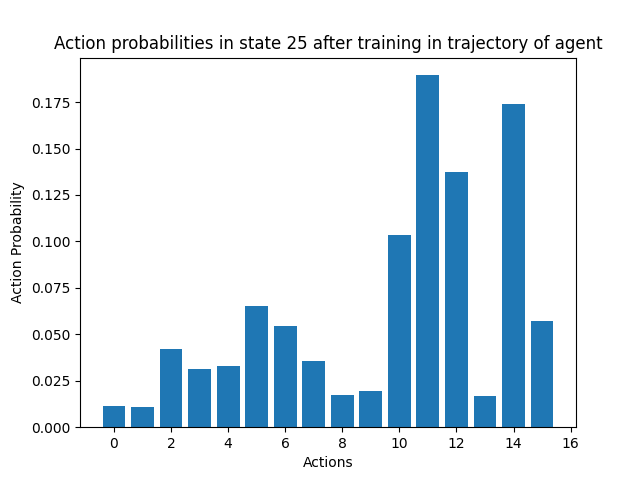 Action probabilities in state 25 after training in trajectory of agent
0.175
0.150
0.125
0.100
0.075
0.050
0.025
0.000
Action Probability
0 2 4 6 8 10 12 14 16
Actions